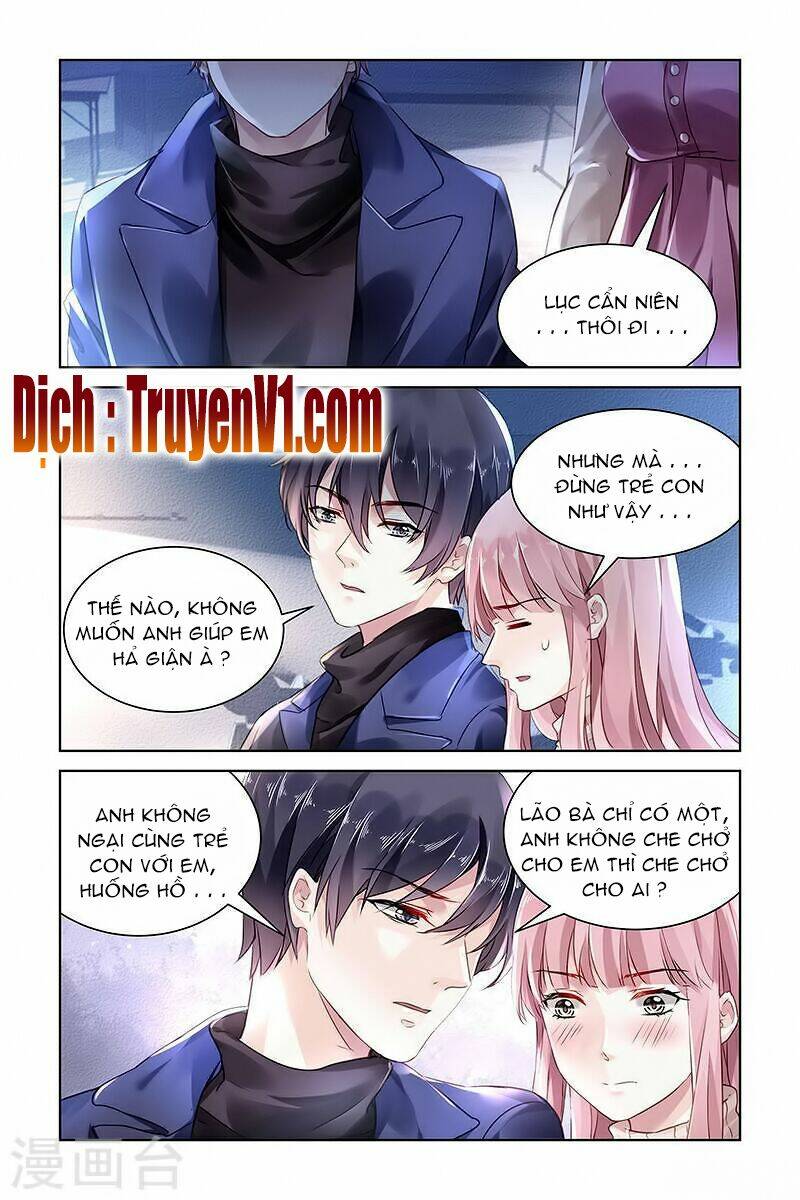 LỤC CẨN NIÊN
. . . THÔI ĐI . . .
Dịch : TruyenV1.com
NHƯNG MÀ . . .
ĐỪNG TRẺ CON
NHƯ VẬY . . .
THẾ NÀO, KHÔNG
MUỐN ANH GIÚP EM
HẢ GIẬN À ?
ANH KHÔNG
NGẠI CÙNG TRẺ
CON VỚI EM,
HUỐNG HỒ . . .
LÃO BÀ CHỈ CÓ MỘT,
ANH KHÔNG CHE CHỞ
CHO EM THÌ CHE CHỞ
CHO AI ?
漫画台